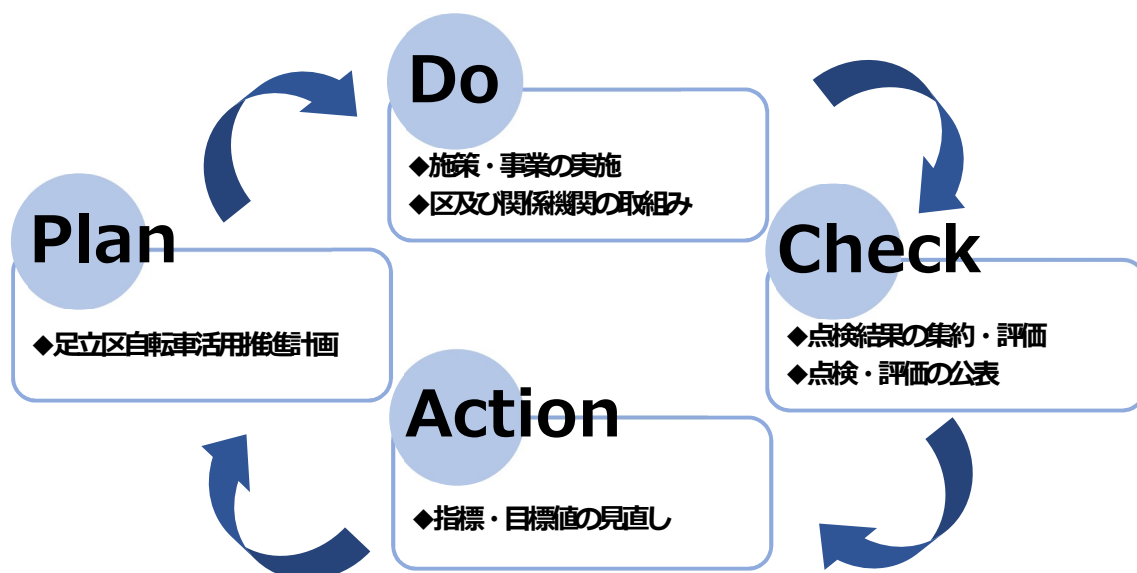 Plan
◆足立区自転車活用推進計画
Do
◆施策・事業の実施
◆区及び関係機関の取組み
Check
◆点検結果の集約・評価
◆点検・評価の公表
Action
◆指標・目標値の見直し